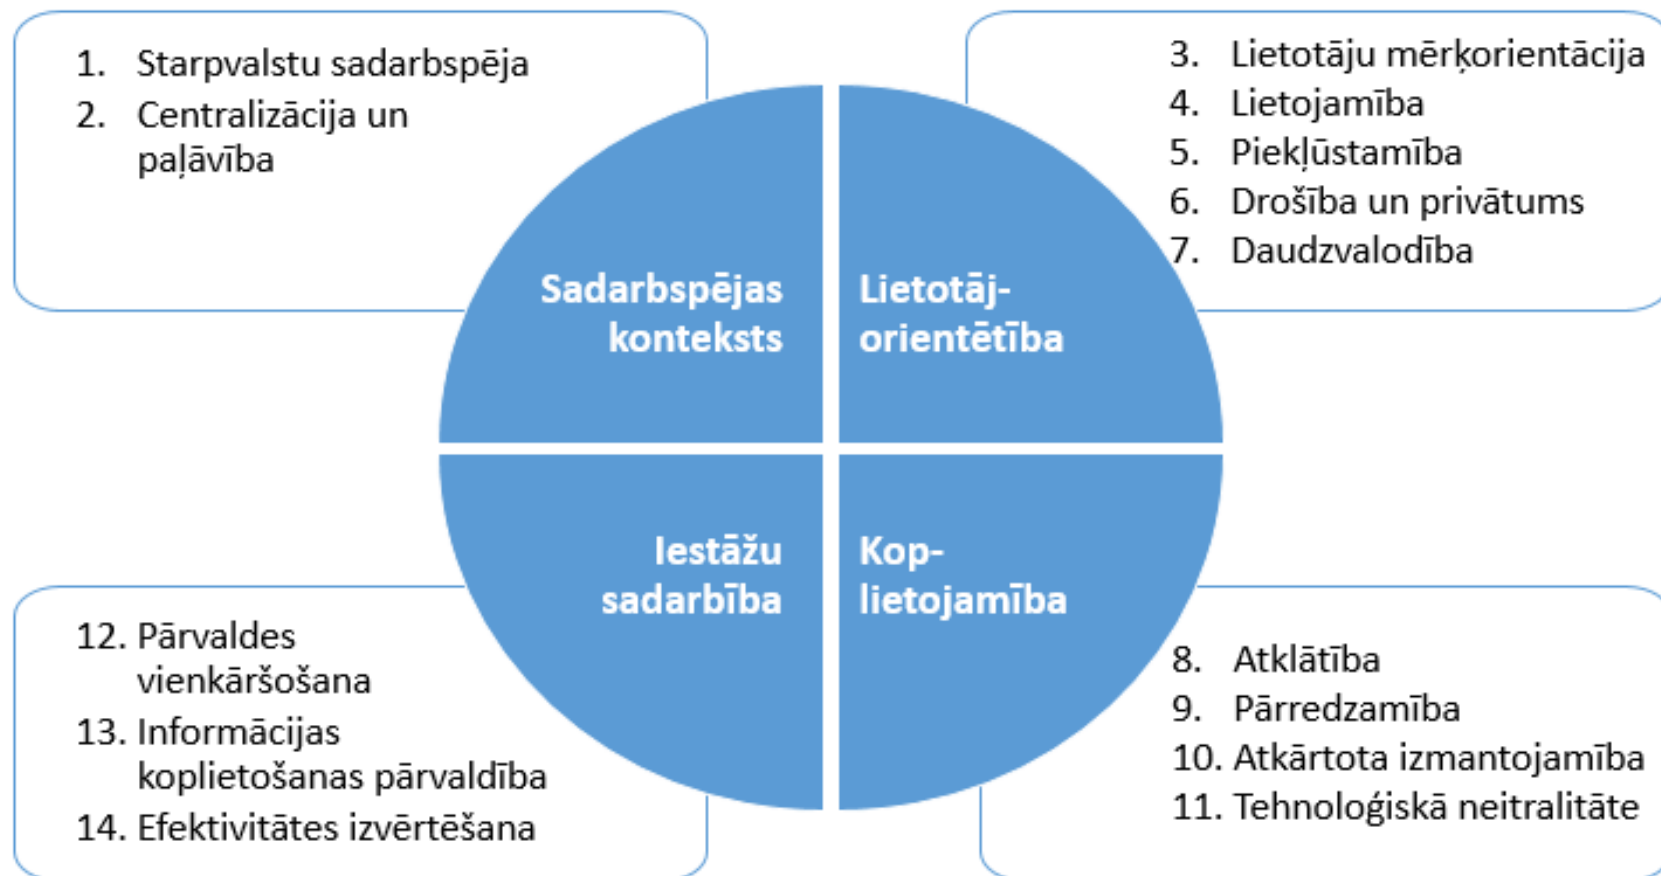 1. Starpvalstu sadarbspēja
2. Centralizācija un
paļāvība
3. Lietotāju mērķorientācija
4. Lietojamība
5. Piekļūstamība
6. Drošība un privātums
7. Daudzvalodība
Sadarbspējas
konteksts
Lietotāj-
orientētība
Iestāžu
sadarbība
Kop-
lietojamība
12. Pārvaldes
vienkāršošana
13. Informācijas
koplietošanas pārvaldība
14. Efektivitātes izvērtēšana
8. Atklātība
9. Pārredzamība
10. Atkārtota izmantojamība
11. Tehnoloģiskā neitralitāte